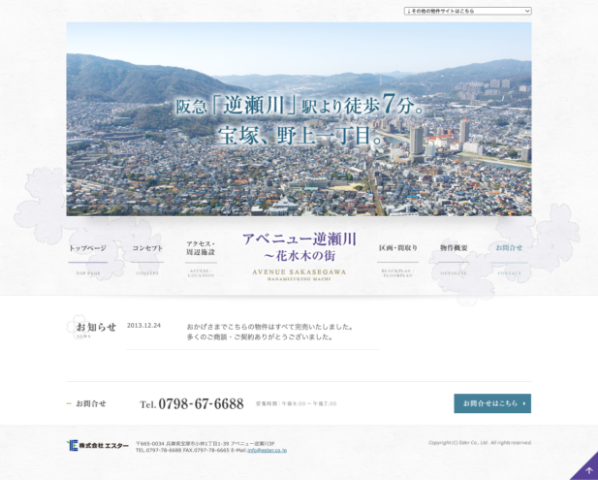 ↓その他の物件サイトはこちら
阪急「逆瀬川」駅より徒歩7分。
宝塚、野上一丁目。
トップページ
TOP PAGE
コンセプト
CONCEPT
アクセス・
周辺施設
ACCESS・
LOCATION
アベニュー逆瀬川
～花水木の街
AVENUE SAKASEGAWA
HANAMIZUKINO MACHI
区画・間取り
BLOCKPLAN
FLOORPLAN
物件概要
お問合せ
CONTACT
お知らせ
NEWS
2013.12.24
おかげさまでこちらの物件はすべて完売いたしました。
多くのご商談・ご契約ありがとうございました。
お問合せ
Tel. 0798-67-6688
営業時間：午前9:00 ～ 午後7:00
お問合せはこちら
株式会社 エスター
〒665-0034 兵庫県宝塚市小林1丁目1-39 アベニュー逆瀬川2F
TEL.0797-78-6688 FAX.0797-78-6665 E-Mail.info@ester.co.jp
Copyright(C) Ester Co., Ltd. All rights reserved.